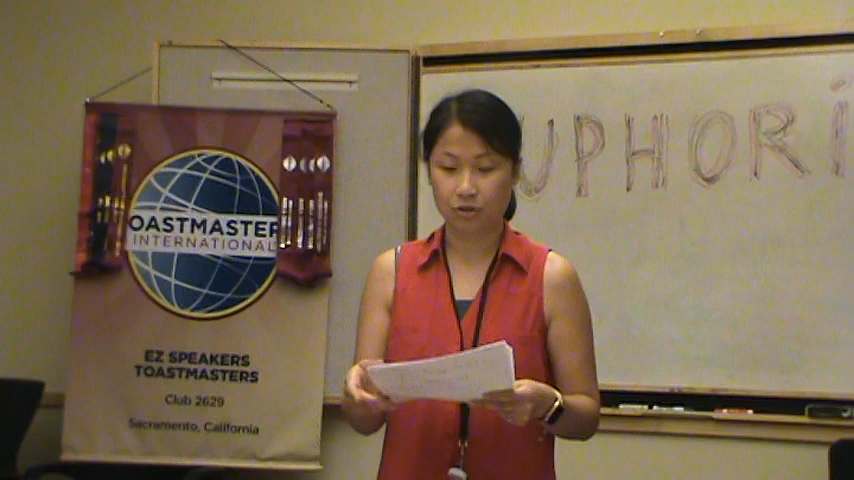 OASTMASTER
INTERNATIONAL
EZ SPEAKERS
TOASTMASTERS
Club 2629
Sacramento, California
UPHORi